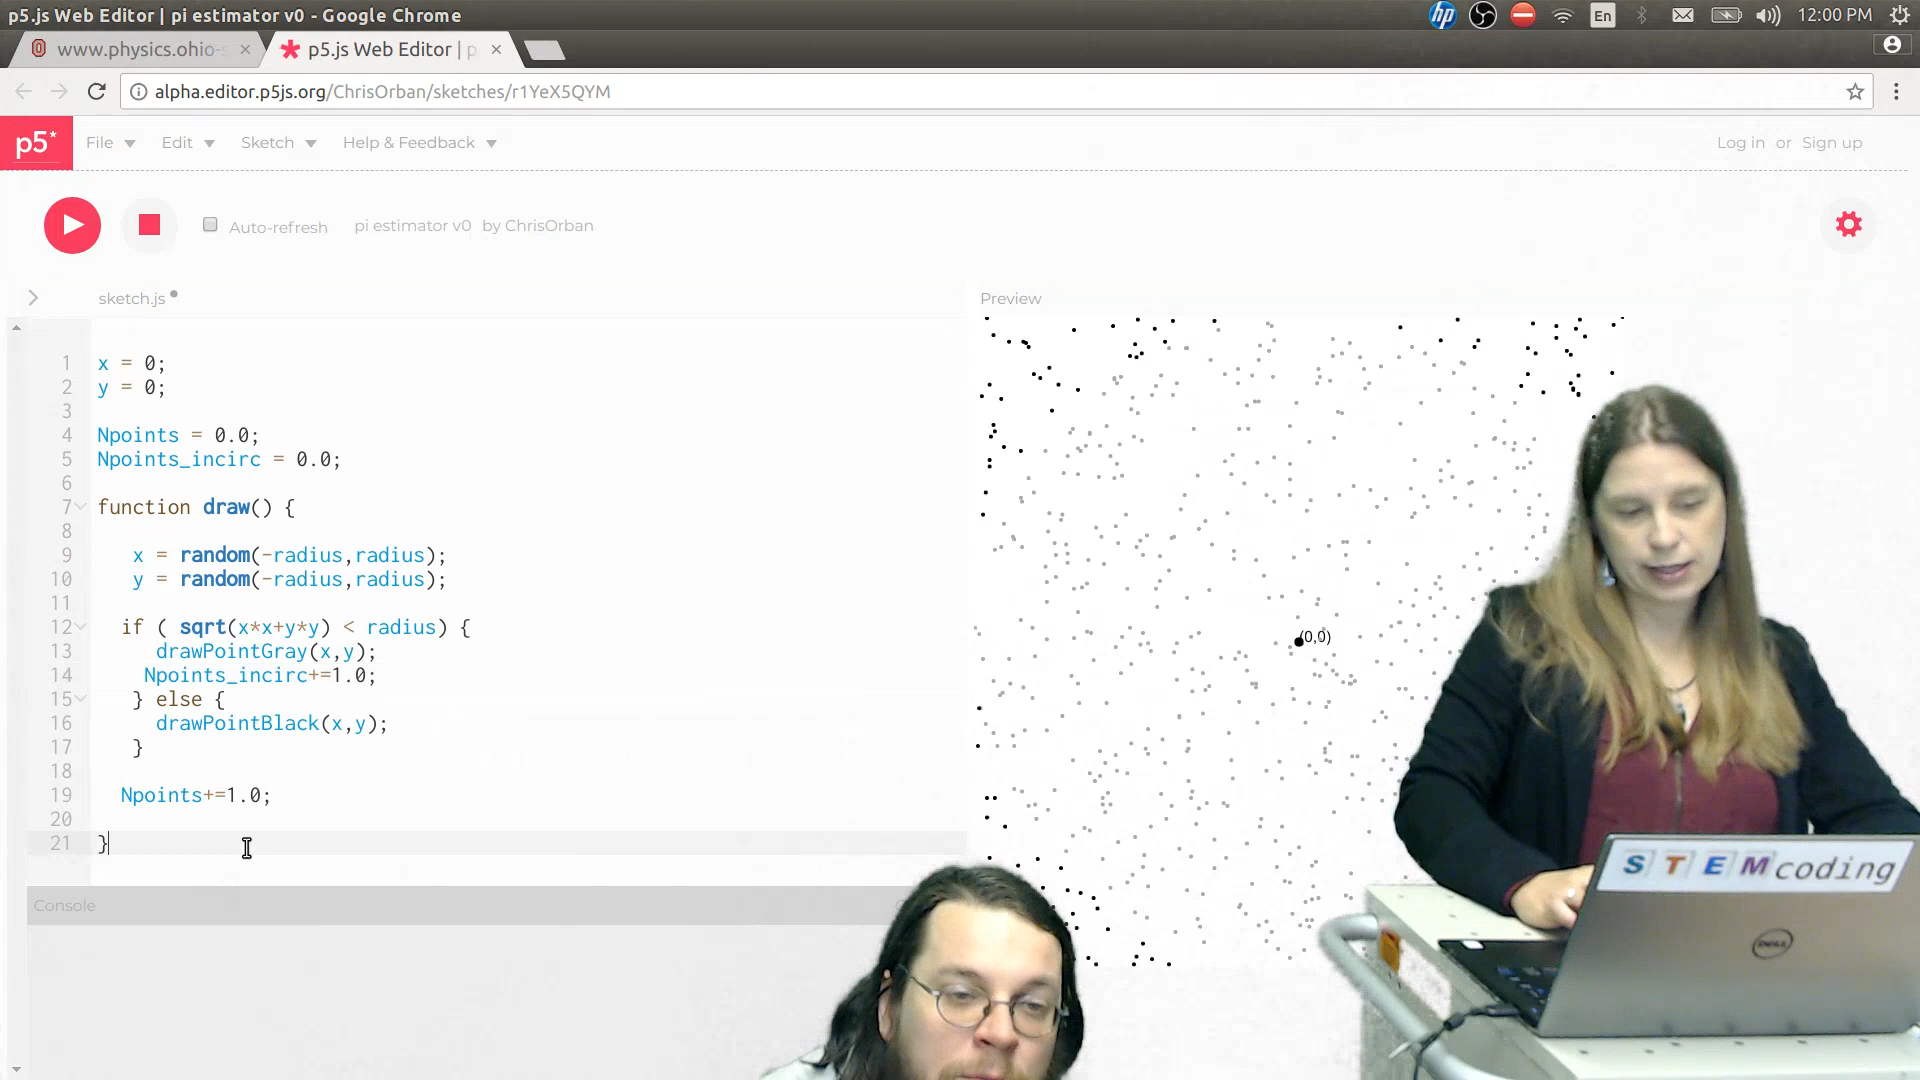 p5.js Web Editor | pi estimator v0 - Google Chrome
hp
En
12:00 PM
www.physics.ohio-
p5.js Web Editor | p
alpha.editor.p5js.org/ChrisOrban/sketches/r1YeX5QYM
p5*
File
Edit
Sketch
Help & Feedback
Log in or Sign up
Auto-refresh
pi estimator v0 by ChrisOrban
sketch.js
Preview
1 x = 0;
2 y = 0;
3
4 Npoints = 0.0;
5 Npoints_incirc = 0.0;
6
7 function draw() {
8
9 x = random(-radius,radius);
10 y = random(-radius,radius);
11
12 if ( sqrt(x*x+y*y) < radius) {
13 drawPointGray(x,y);
14 Npoints_incirc+=1.0;
15 } else {
16 drawPointBlack(x,y);
17 }
18
19 Npoints+=1.0;
20
21 }
(0,0)
Console
STEMcoding
DELL